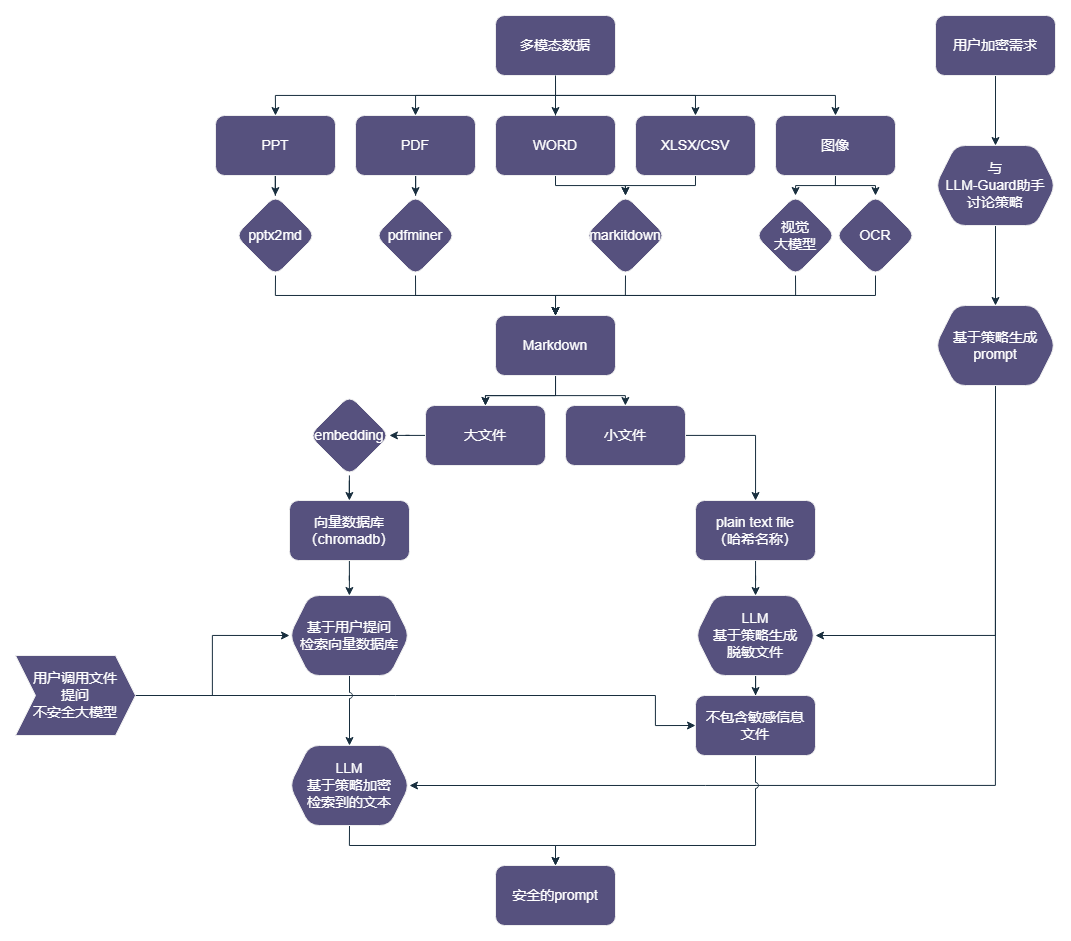 多模态数据
用户加密需求
PPT
PDF
WORD
XLSX/CSV
图像
与
LLM-Guard助手
讨论策略
pptx2md
pdfminer
markitdown
视觉
大模型
OCR
Markdown
基于策略生成
prompt
embedding
大文件
小文件
向量数据库
（chromadb）
plain text file
（哈希名称）
基于用户提问
检索向量数据库
LLM
基于策略生成
脱敏文件
用户调用文件
提问
不安全大模型
不包含敏感信息
文件
LLM
基于策略加密
检索到的文本
安全的prompt